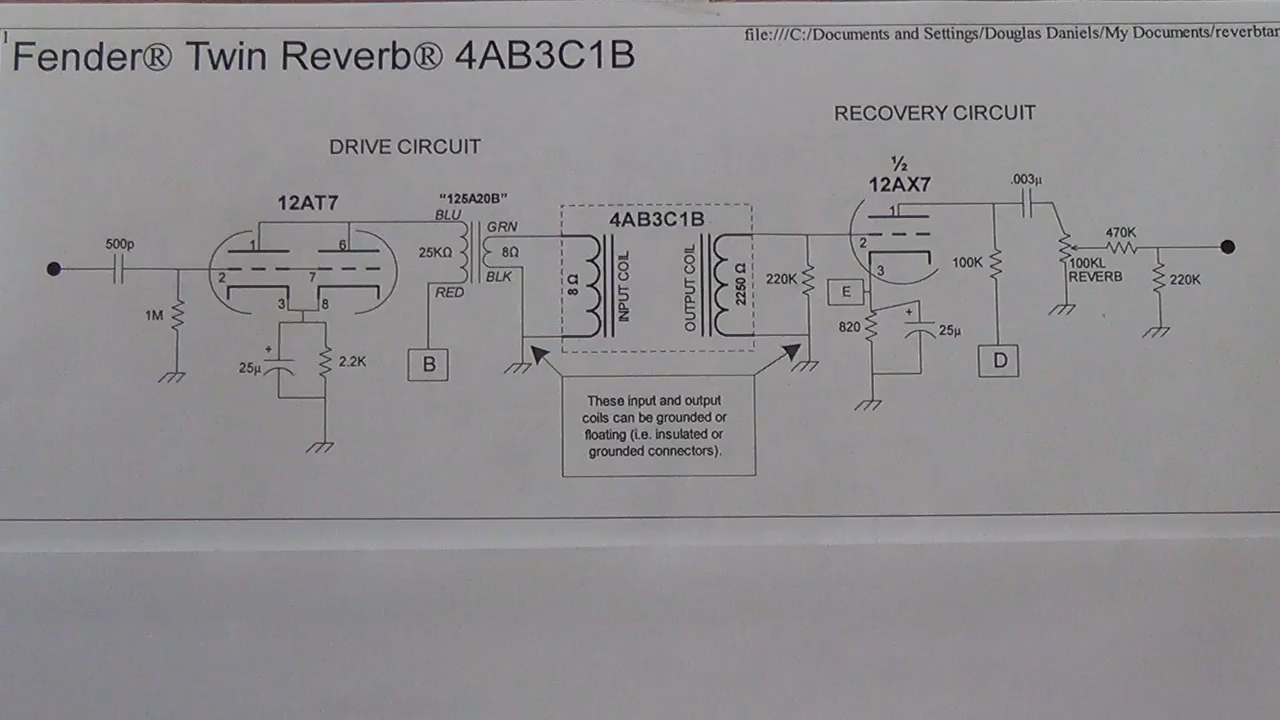 1
file:///C:/Documents and Settings/Douglas Daniels/My Documents/reverbtan
Fender® Twin Reverb® 4AB3C1B
RECOVERY CIRCUIT
DRIVE CIRCUIT
½
12AX7
12AT7
"125A20B"
BLU
GRN
4AB3C1B
.003µ
500p
1
6
25KΩ
8Ω
BLK
RED
2
7
3
8
1M
25µ
+
2.2K
B
8 Ω
INPUT COIL
OUTPUT COIL
2250 Ω
220K
1
2
3
E
820
+
25µ
100K
D
100KL
REVERB
470K
220K
These input and output
coils can be grounded or
floating (i.e. insulated or
grounded connectors).